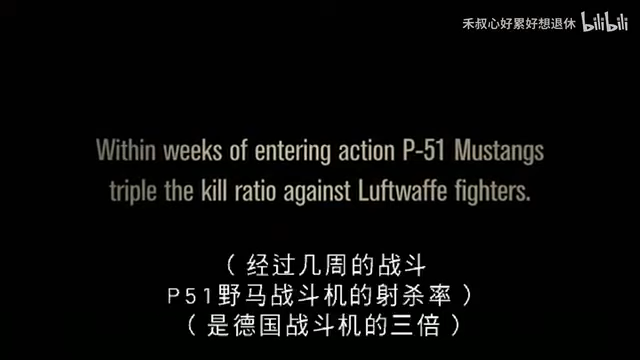 禾叔心好累好想退休 bilibili
Within weeks of entering action P-51 Mustangs
triple the kill ratio against Luftwaffe fighters.
（ 经过几周的战斗
P51野马战斗机的射杀率 ）
（ 是德国战斗机的三倍 ）